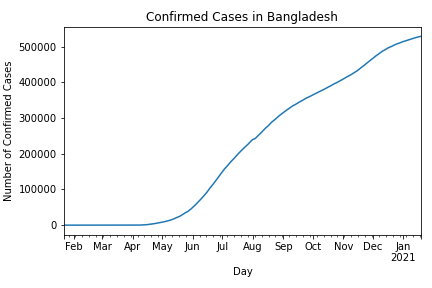 Confirmed Cases in Bangladesh
Number of Confirmed Cases
500000
400000
300000
200000
100000
0
Feb Mar Apr May Jun Jul Aug Sep Oct Nov Dec Jan
2021
Day